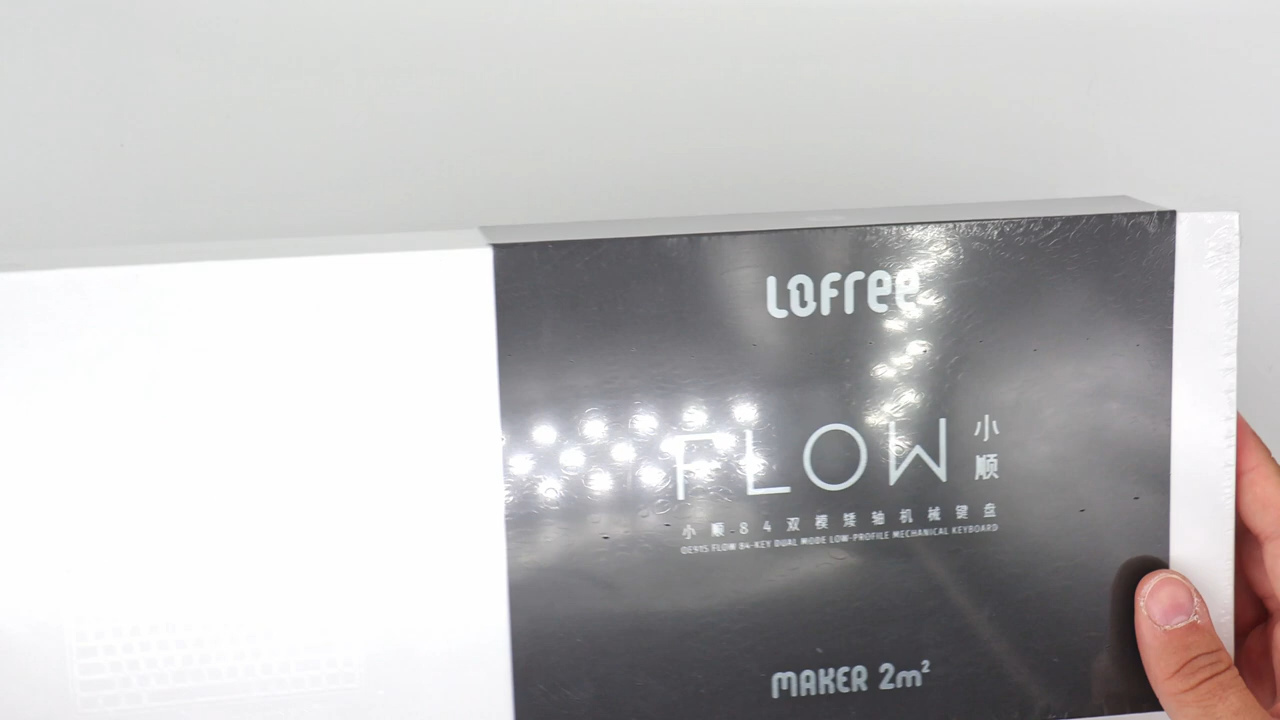 LOFree
FLOW 小顺
小顺84双模矮轴机械键盘
OE915 FLOW 84-KEY DUAL MODE LOW-PROFILE MECHANICAL KEYBOARD
MAKER 2m²